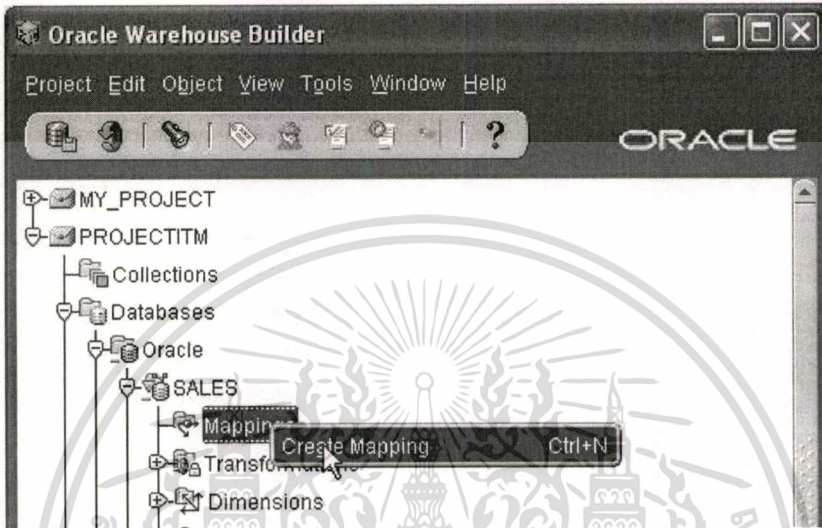 Oracle Warehouse Builder
Project Edit Object View Tools Window Help
ORACLE
MY_PROJECT
PROJECTITM
Collections
Databases
Oracle
SALES
Create Mapping Ctrl+N
Dimensions